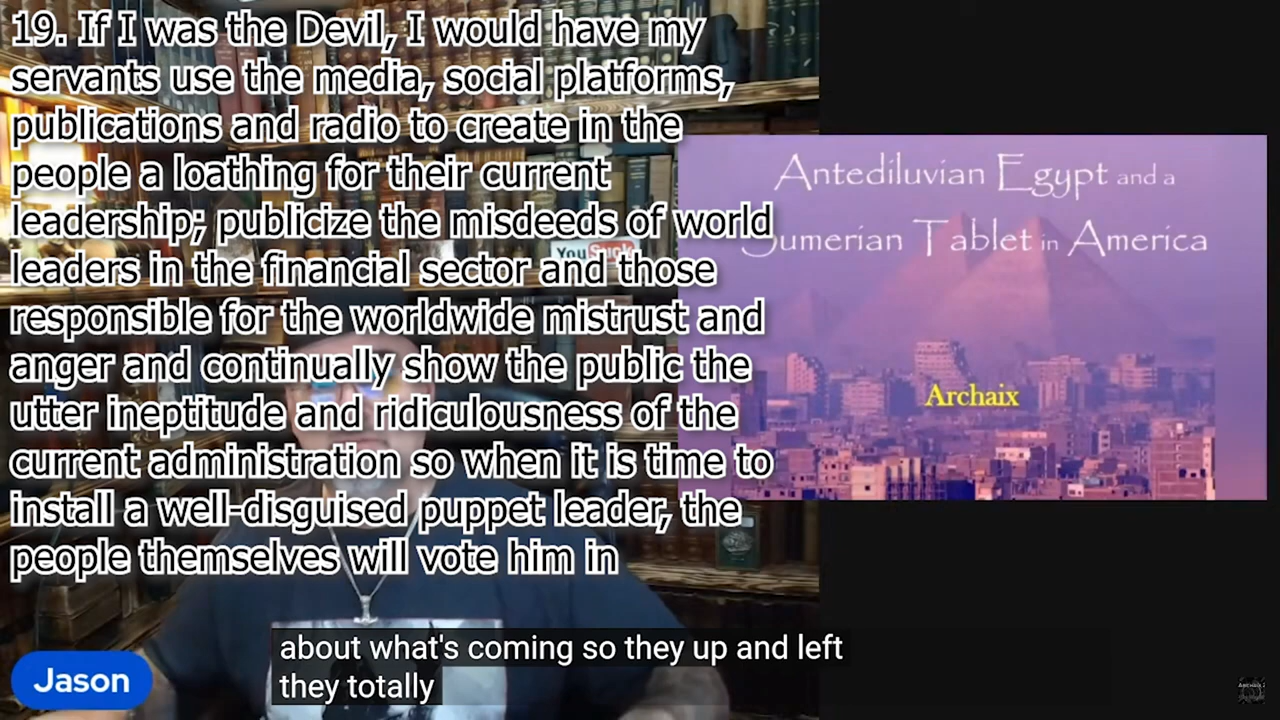 19. If I was the Devil, I would have my
servants use the media, social platforms,
publications and radio to create in the
people a loathing for their current
leadership; publicize the misdeeds of world
leaders in the financial sector and those
responsible for the worldwide mistrust and
anger and continually show the public the
utter ineptitude and ridiculousness of the
current administration so when it is time to
install a well-disguised puppet leader, the
people themselves will vote him in
You Suck
Antediluvian Egypt and a
Sumerian Tablet in America
Archaix
about what's coming so they up and left
they totally
Jason